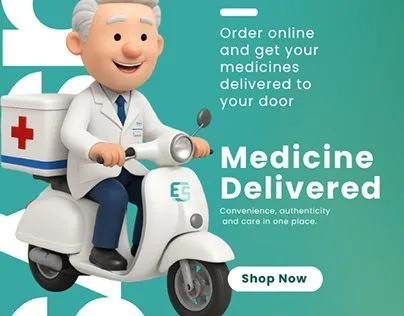 Order online
and get your
medicines
delivered to
your door
Medicine
Delivered
Convenience, authenticity
and care in one place.
Shop Now